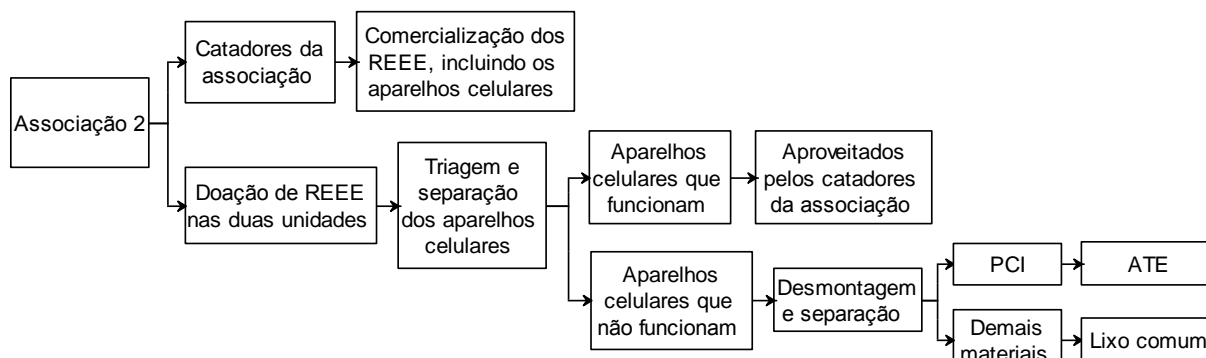 Associação 2
Catadores da
associação
Comercialização dos
REEE, incluindo os
aparelhos celulares
Doação de REEE
nas duas unidades
Triagem e
separação
dos aparelhos
celulares
Aparelhos
celulares que
funcionam
Aproveitados
pelos catadores
da associação
Aparelhos
celulares que
não funcionam
Desmontagem
e separação
PCI
ATE
Demais
materiais
Lixo comum